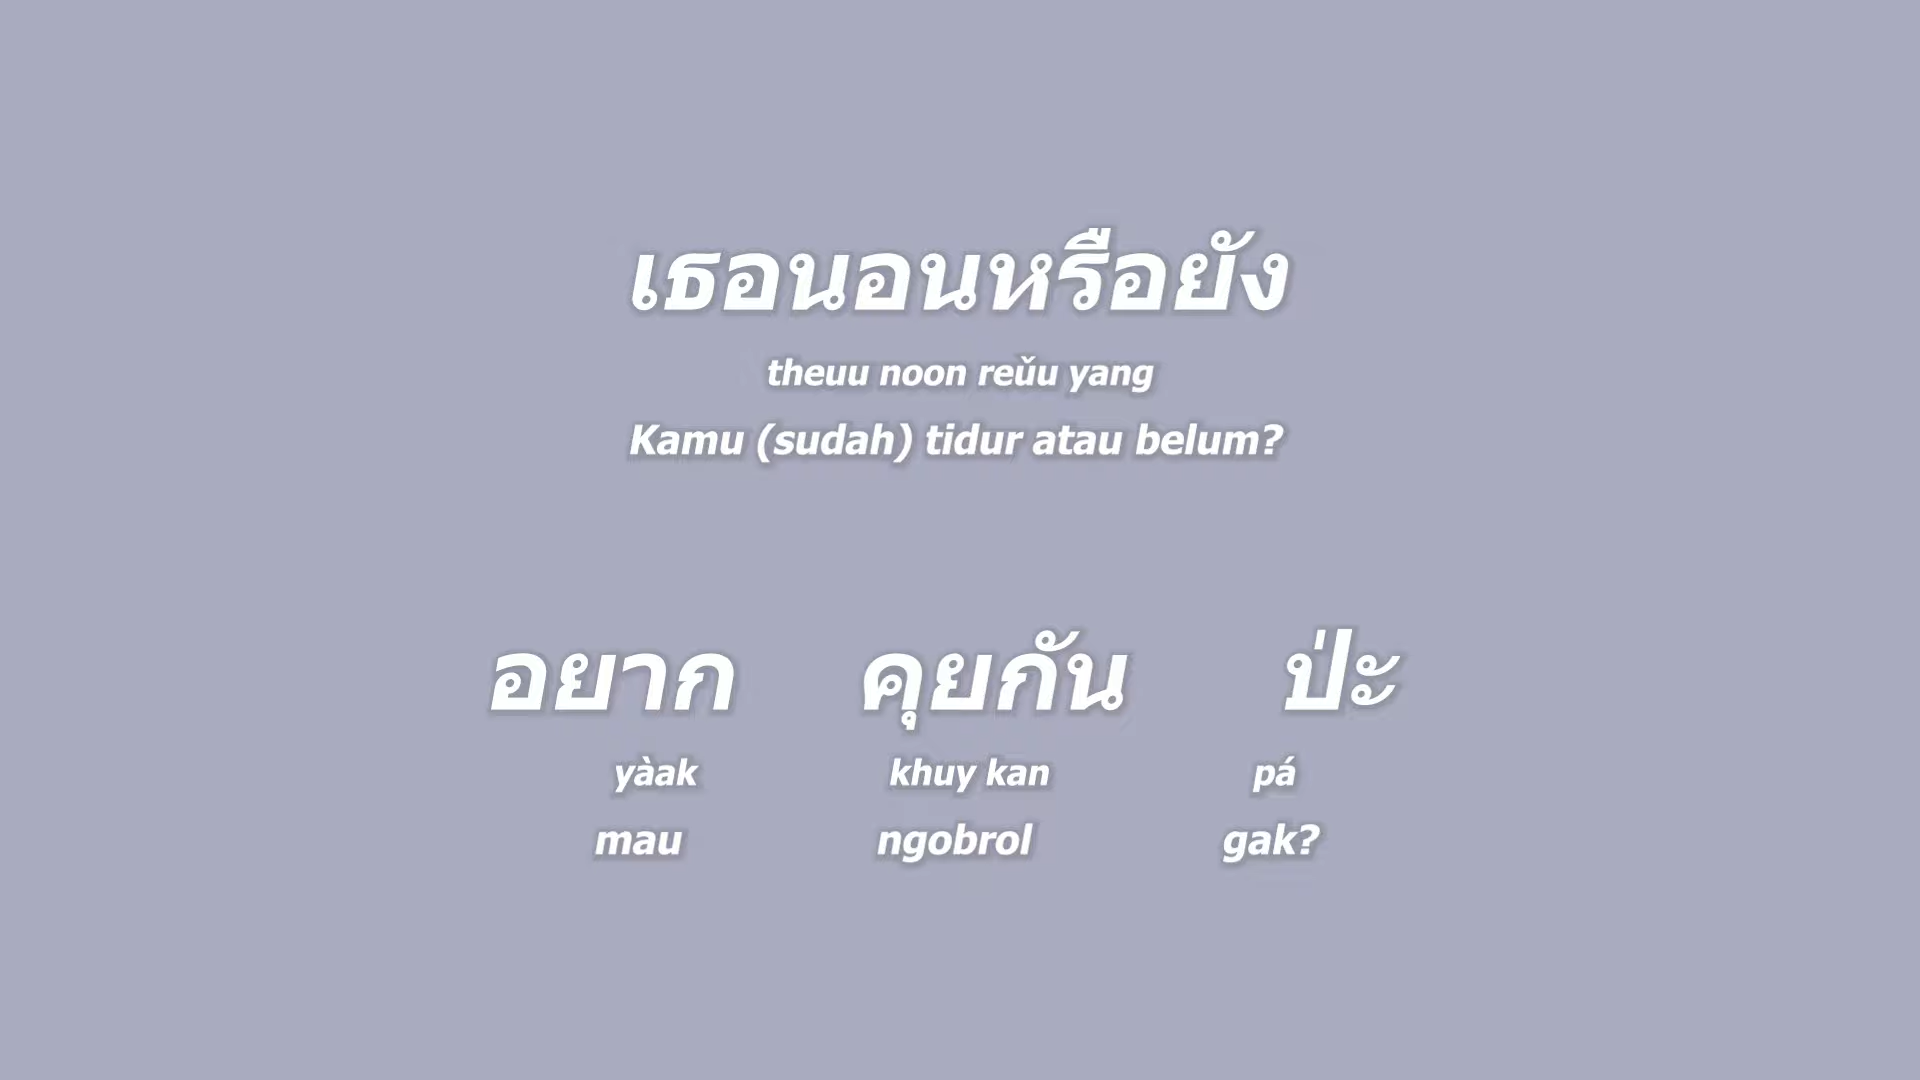 เธอนอนหรือยัง
theuu noon reǔu yang
Kamu (sudah) tidur atau belum?
อยาก คุยกัน ป่ะ
yàak khuy kan pá
mau ngobrol gak?